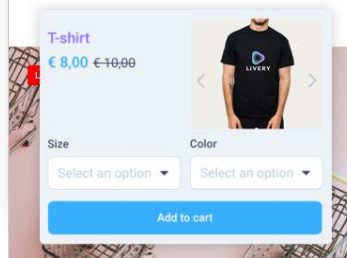 T-shirt
€ 8,00 € 10,00
LIVERY
Size
Color
Select an option
Select an option
Add to cart